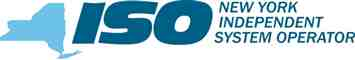 ISO
NEW YORK
INDEPENDENT
SYSTEM OPERATOR